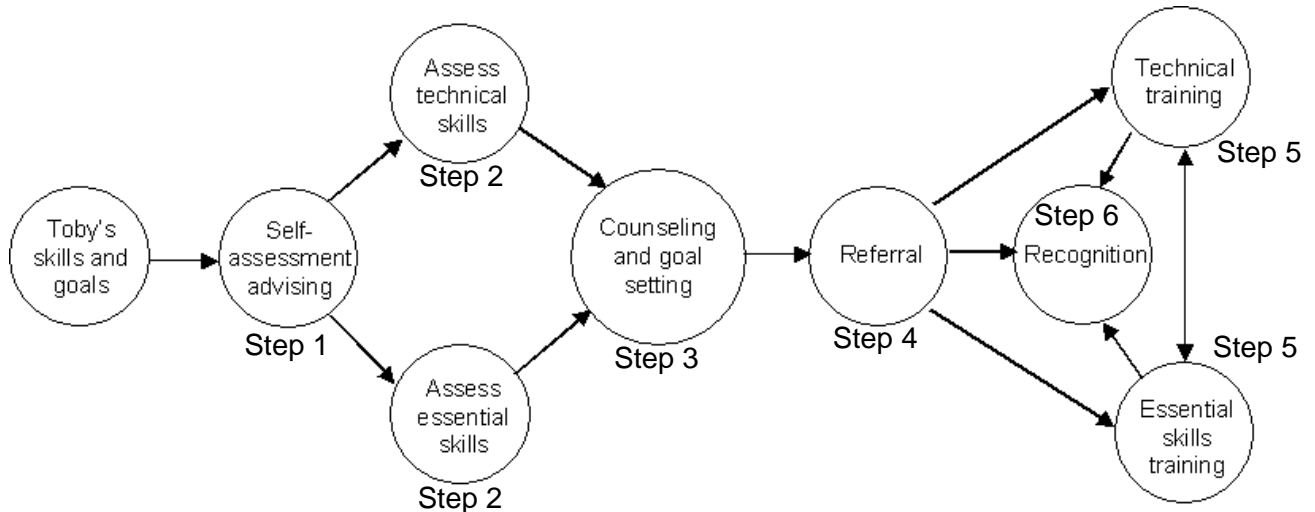 Toby's
skills and
goals
Self-
assessment
advising
Step 1
Assess
technical
skills
Step 2
Assess
essential
skills
Step 2
Counseling
and goal
setting
Step 3
Referral
Step 4
Technical
training
Step 5
Step 6
Recognition
Step 5
Essential
skills
training